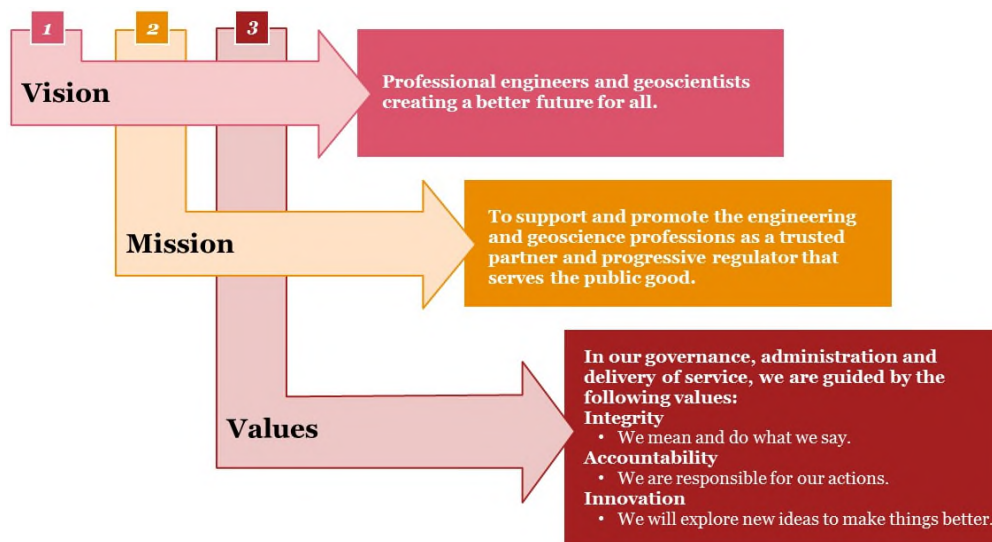 1
2
3
Vision
Professional engineers and geoscientists
creating a better future for all.
Mission
To support and promote the engineering
and geoscience professions as a trusted
partner and progressive regulator that
serves the public good.
Values
In our governance, administration and
delivery of service, we are guided by the
following values:
Integrity
• We mean and do what we say.
Accountability
• We are responsible for our actions.
Innovation
• We will explore new ideas to make things better.